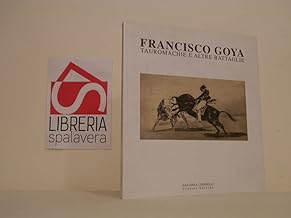 LIBRERIA
spalavera
FRANCISCO GOYA
TAUROMACHIE E ALTRE BATTAGLIE